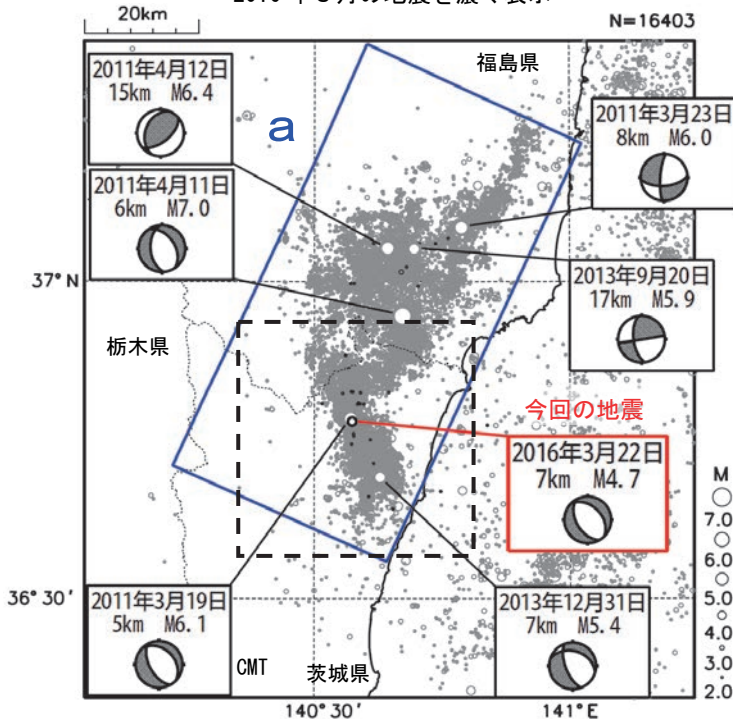 20km
N=16403
福島県
2011年4月12日
15km M6.4
a
2011年3月23日
8km M6.0
2011年4月11日
6km M7.0
37°N
2013年9月20日
17km M5.9
栃木県
今回の地震
2016年3月22日
7km M4.7
M
7.0
6.0
5.0
4.0
3.0
2.0
36°30'
2011年3月19日
5km M6.1
CMT
茨城県
2013年12月31日
7km M5.4
140°30'
141°E